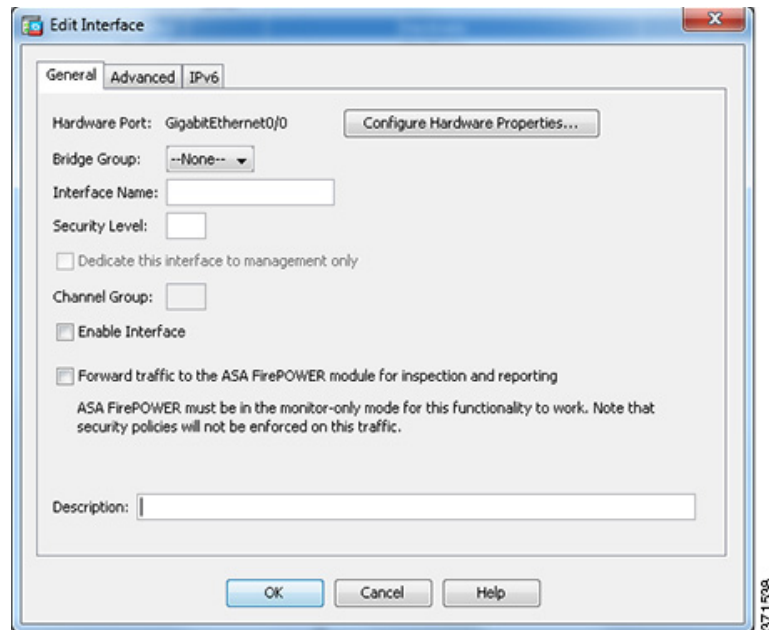 Edit Interface
X
General Advanced IPv6
Hardware Port: GigabitEthernet0/0 Configure Hardware Properties...
Bridge Group: --None--
Interface Name:
Security Level:
Dedicate this interface to management only
Channel Group:
Enable Interface
Forward traffic to the ASA FirePOWER module for inspection and reporting
ASA FirePOWER must be in the monitor-only mode for this functionality to work. Note that
security policies will not be enforced on this traffic.
Description:
OK Cancel Help
371538